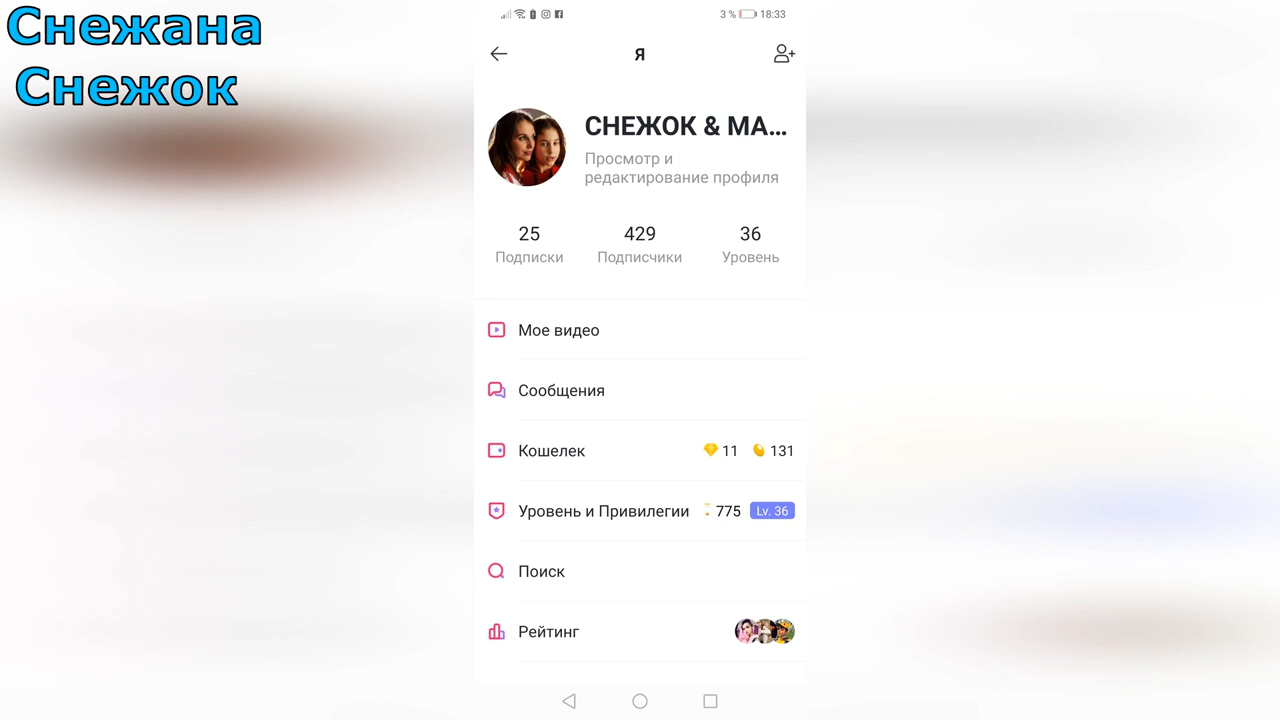 Снежана
Снежок
3 % 18:33
Я
СНЕЖОК & МА...
Просмотр и
редактирование профиля
25 429 36
Подписки Подписчики Уровень
Мое видео
Сообщения
Кошелек 11 131
Уровень и Привилегии 775 Lv. 36
Поиск
Рейтинг